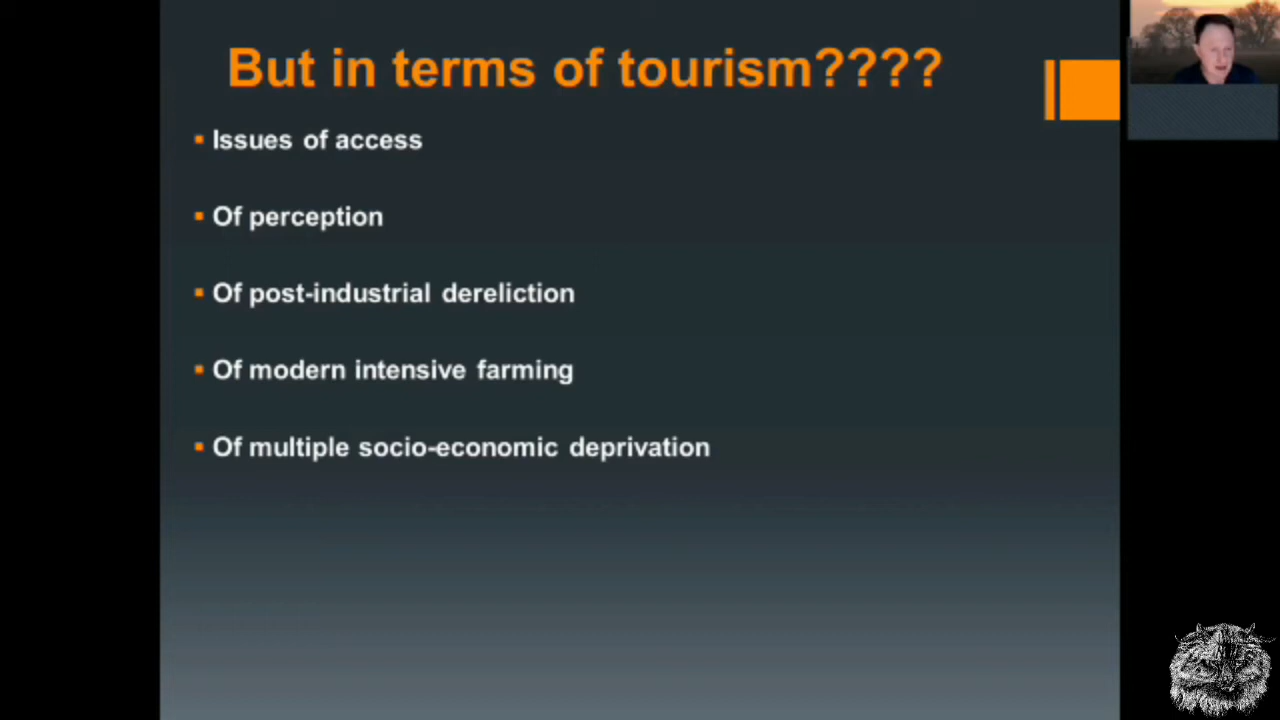 But in terms of tourism????
▪ Issues of access
▪ Of perception
▪ Of post-industrial dereliction
▪ Of modern intensive farming
▪ Of multiple socio-economic deprivation